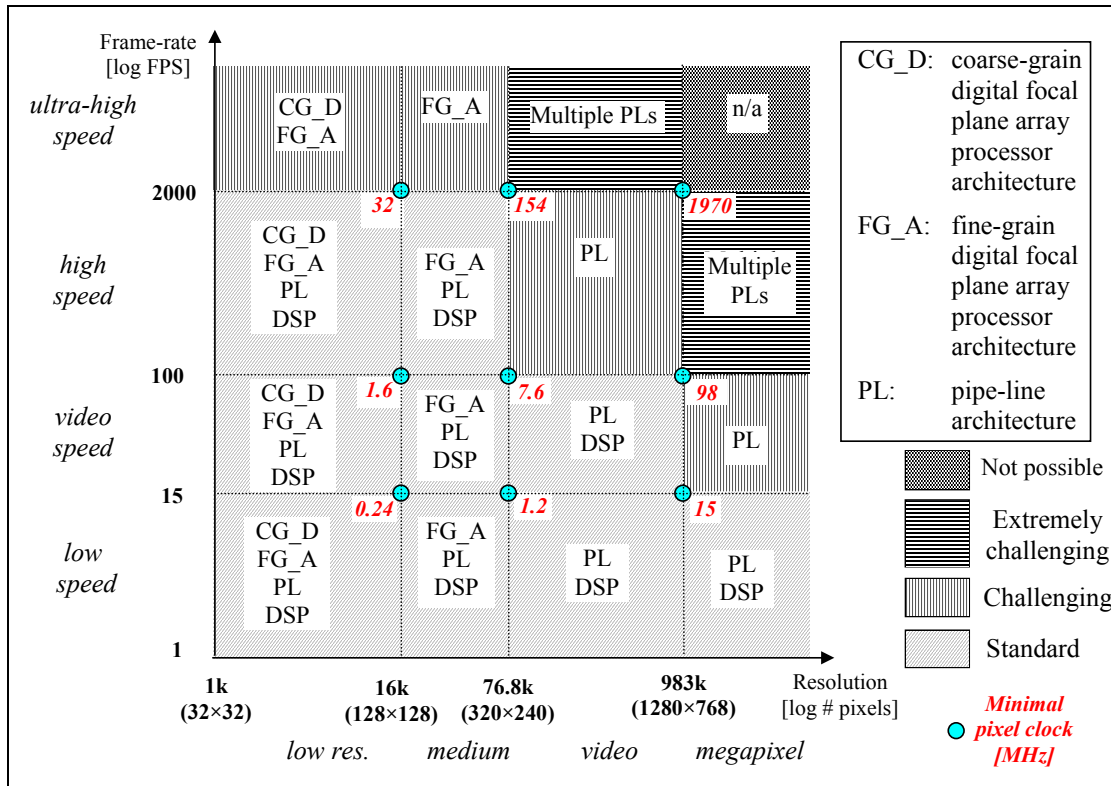 Frame-rate
[log FPS]
ultra-high
speed
CG_D
FG_A
FG_A
Multiple PLs
n/a
2000
32
154
1970
high
speed
CG_D
FG_A
PL
DSP
FG_A
PL
DSP
PL
Multiple
PLs
100
1.6
7.6
98
video
speed
CG_D
FG_A
PL
DSP
FG_A
PL
DSP
PL
DSP
PL
15
0.24
1.2
15
low
speed
CG_D
FG_A
PL
DSP
FG_A
PL
DSP
PL
DSP
PL
DSP
1
1k
(32×32)
16k
(128×128)
76.8k
(320×240)
983k
(1280×768)
Resolution
[log # pixels]
low res.
medium
video
megapixel
CG_D: coarse-grain
digital focal
plane array
processor
architecture
FG_A: fine-grain
digital focal
plane array
processor
architecture
PL: pipe-line
architecture
Not possible
Extremely
challenging
Challenging
Standard
Minimal
pixel clock
[MHz]